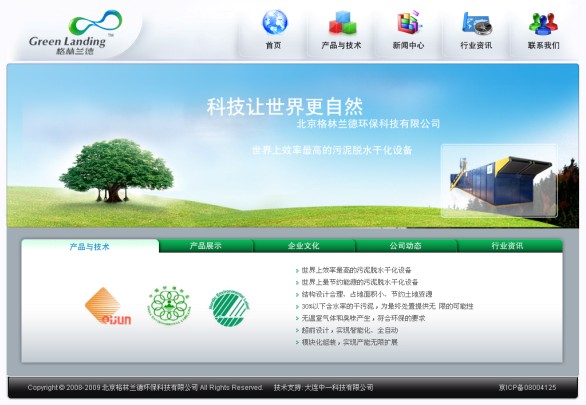 Green Landing ™
格林兰德
首页
产品与技术
新闻中心
行业资讯
联系我们
科技让世界更自然
北京格林兰德环保科技有限公司
世界上效率最高的污泥脱水干化设备
产品与技术
产品展示
企业文化
公司动态
行业资讯
世界上效率最高的污泥脱水干化设备
世界上最节约能源的污泥脱水干化设备
结构设计合理、占地面积小、节约土地资源
30%以下含水率的干污泥，为最终处置提供无 限的可能性
无温室气体和臭味产生，符合环保的要求
超前设计，实现智能化、全自动
模块化组装，实现产能无限扩展
Copyright © 2008-2009 北京格林兰德环保科技有限公司 All Rights Reserved. 技术支持: 大连中一科技有限公司
京ICP备08004125